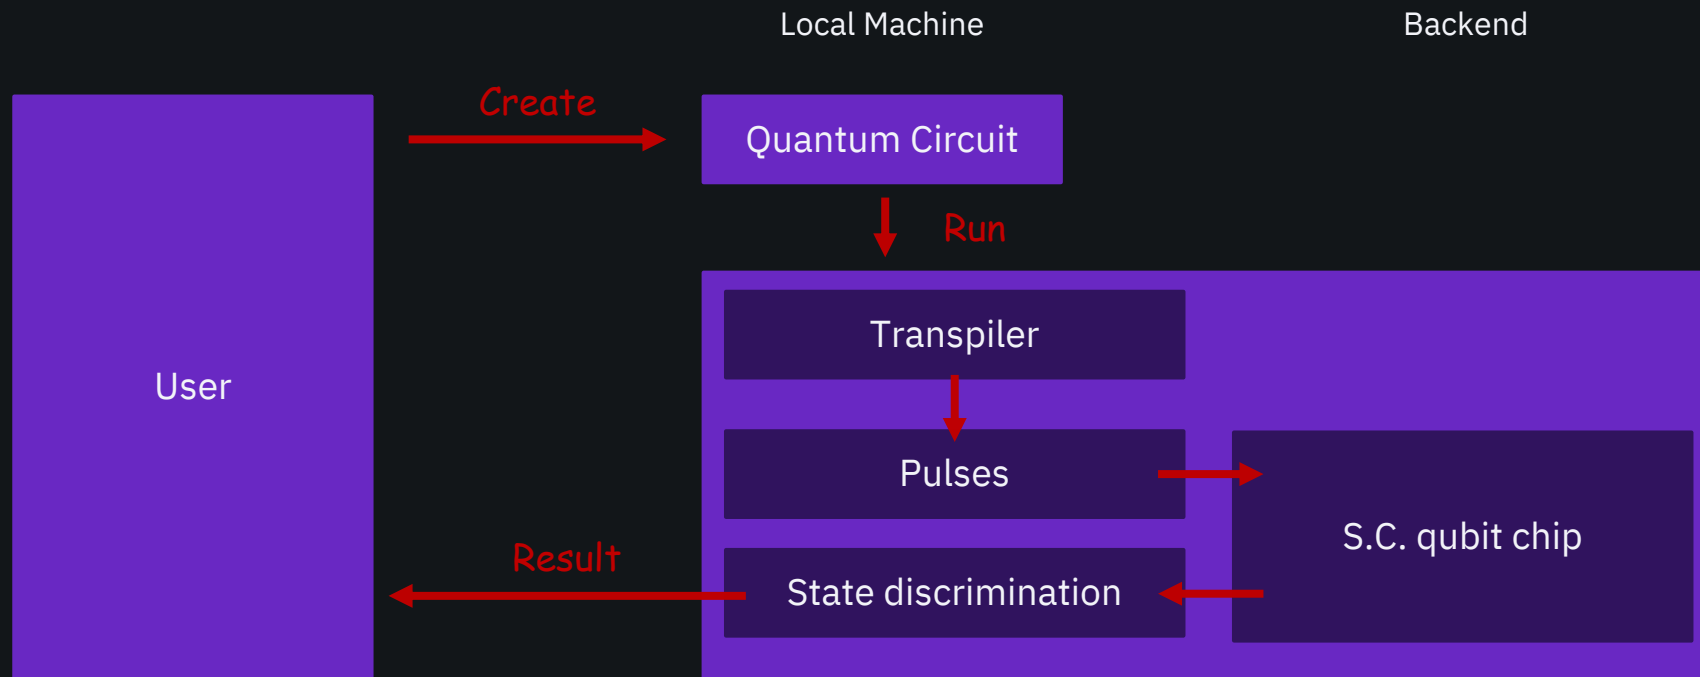 Local Machine
Backend
Create
Quantum Circuit
Run
Transpiler
User
Pulses
S.C. qubit chip
Result
State discrimination